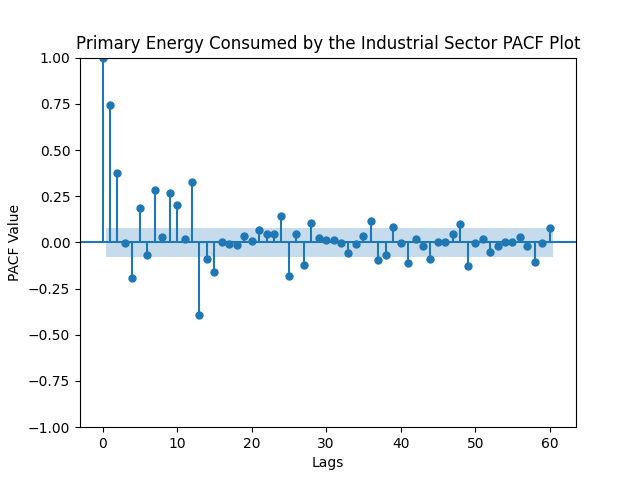 Primary Energy Consumed by the Industrial Sector PACF Plot
1.00
0.75
0.50
0.25
0.00
−0.25
−0.50
−0.75
−1.00
PACF Value
0 10 20 30 40 50 60
Lags